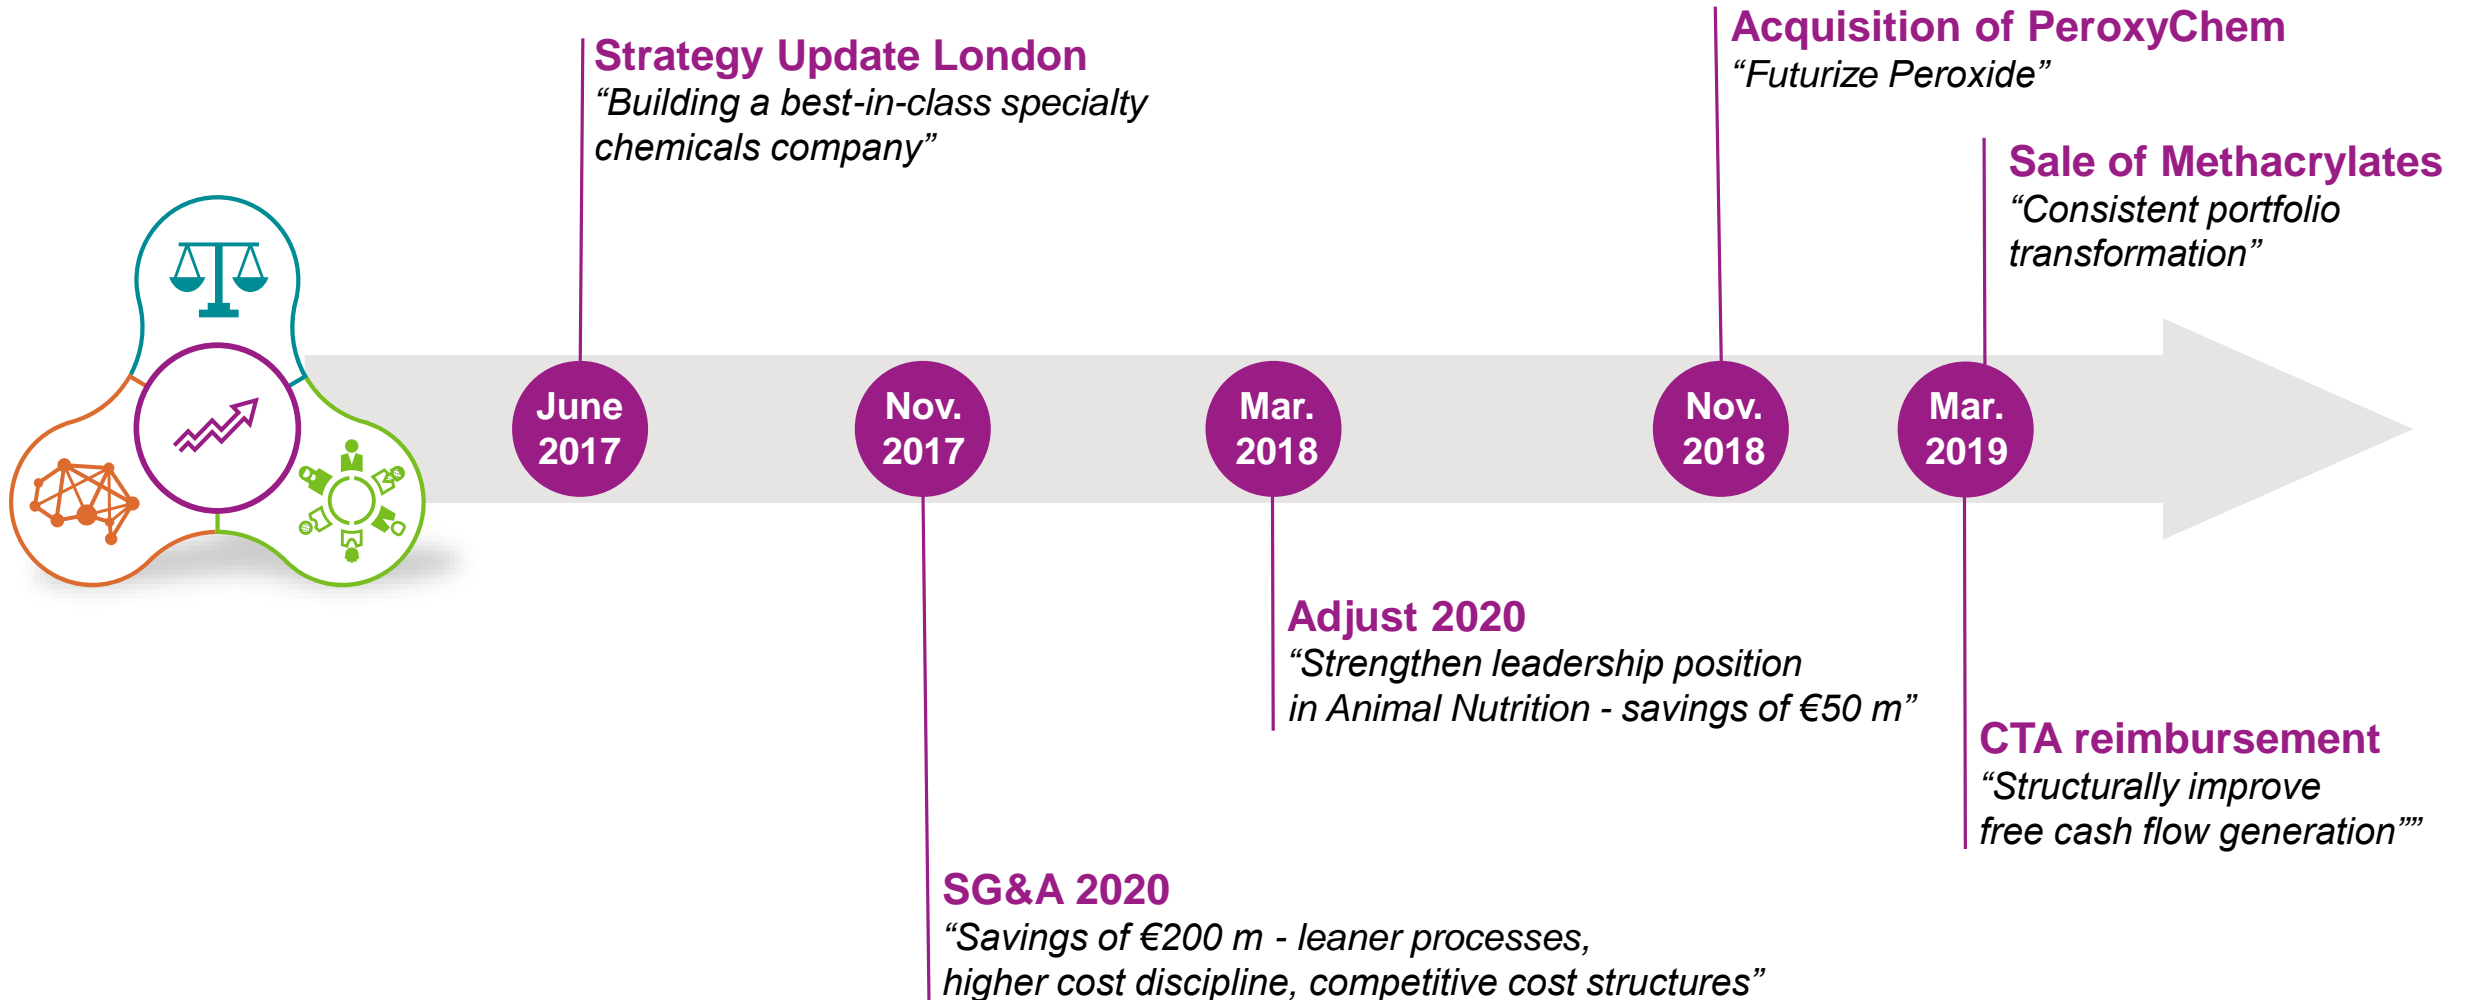 Strategy Update London
“Building a best-in-class specialty
chemicals company”
Acquisition of PeroxyChem
“Futurize Peroxide”
Sale of Methacrylates
“Consistent portfolio
transformation”
June
2017
Nov.
2017
Mar.
2018
Nov.
2018
Mar.
2019
Adjust 2020
“Strengthen leadership position
in Animal Nutrition - savings of €50 m”
CTA reimbursement
“Structurally improve
free cash flow generation””
SG&A 2020
“Savings of €200 m - leaner processes,
higher cost discipline, competitive cost structures”